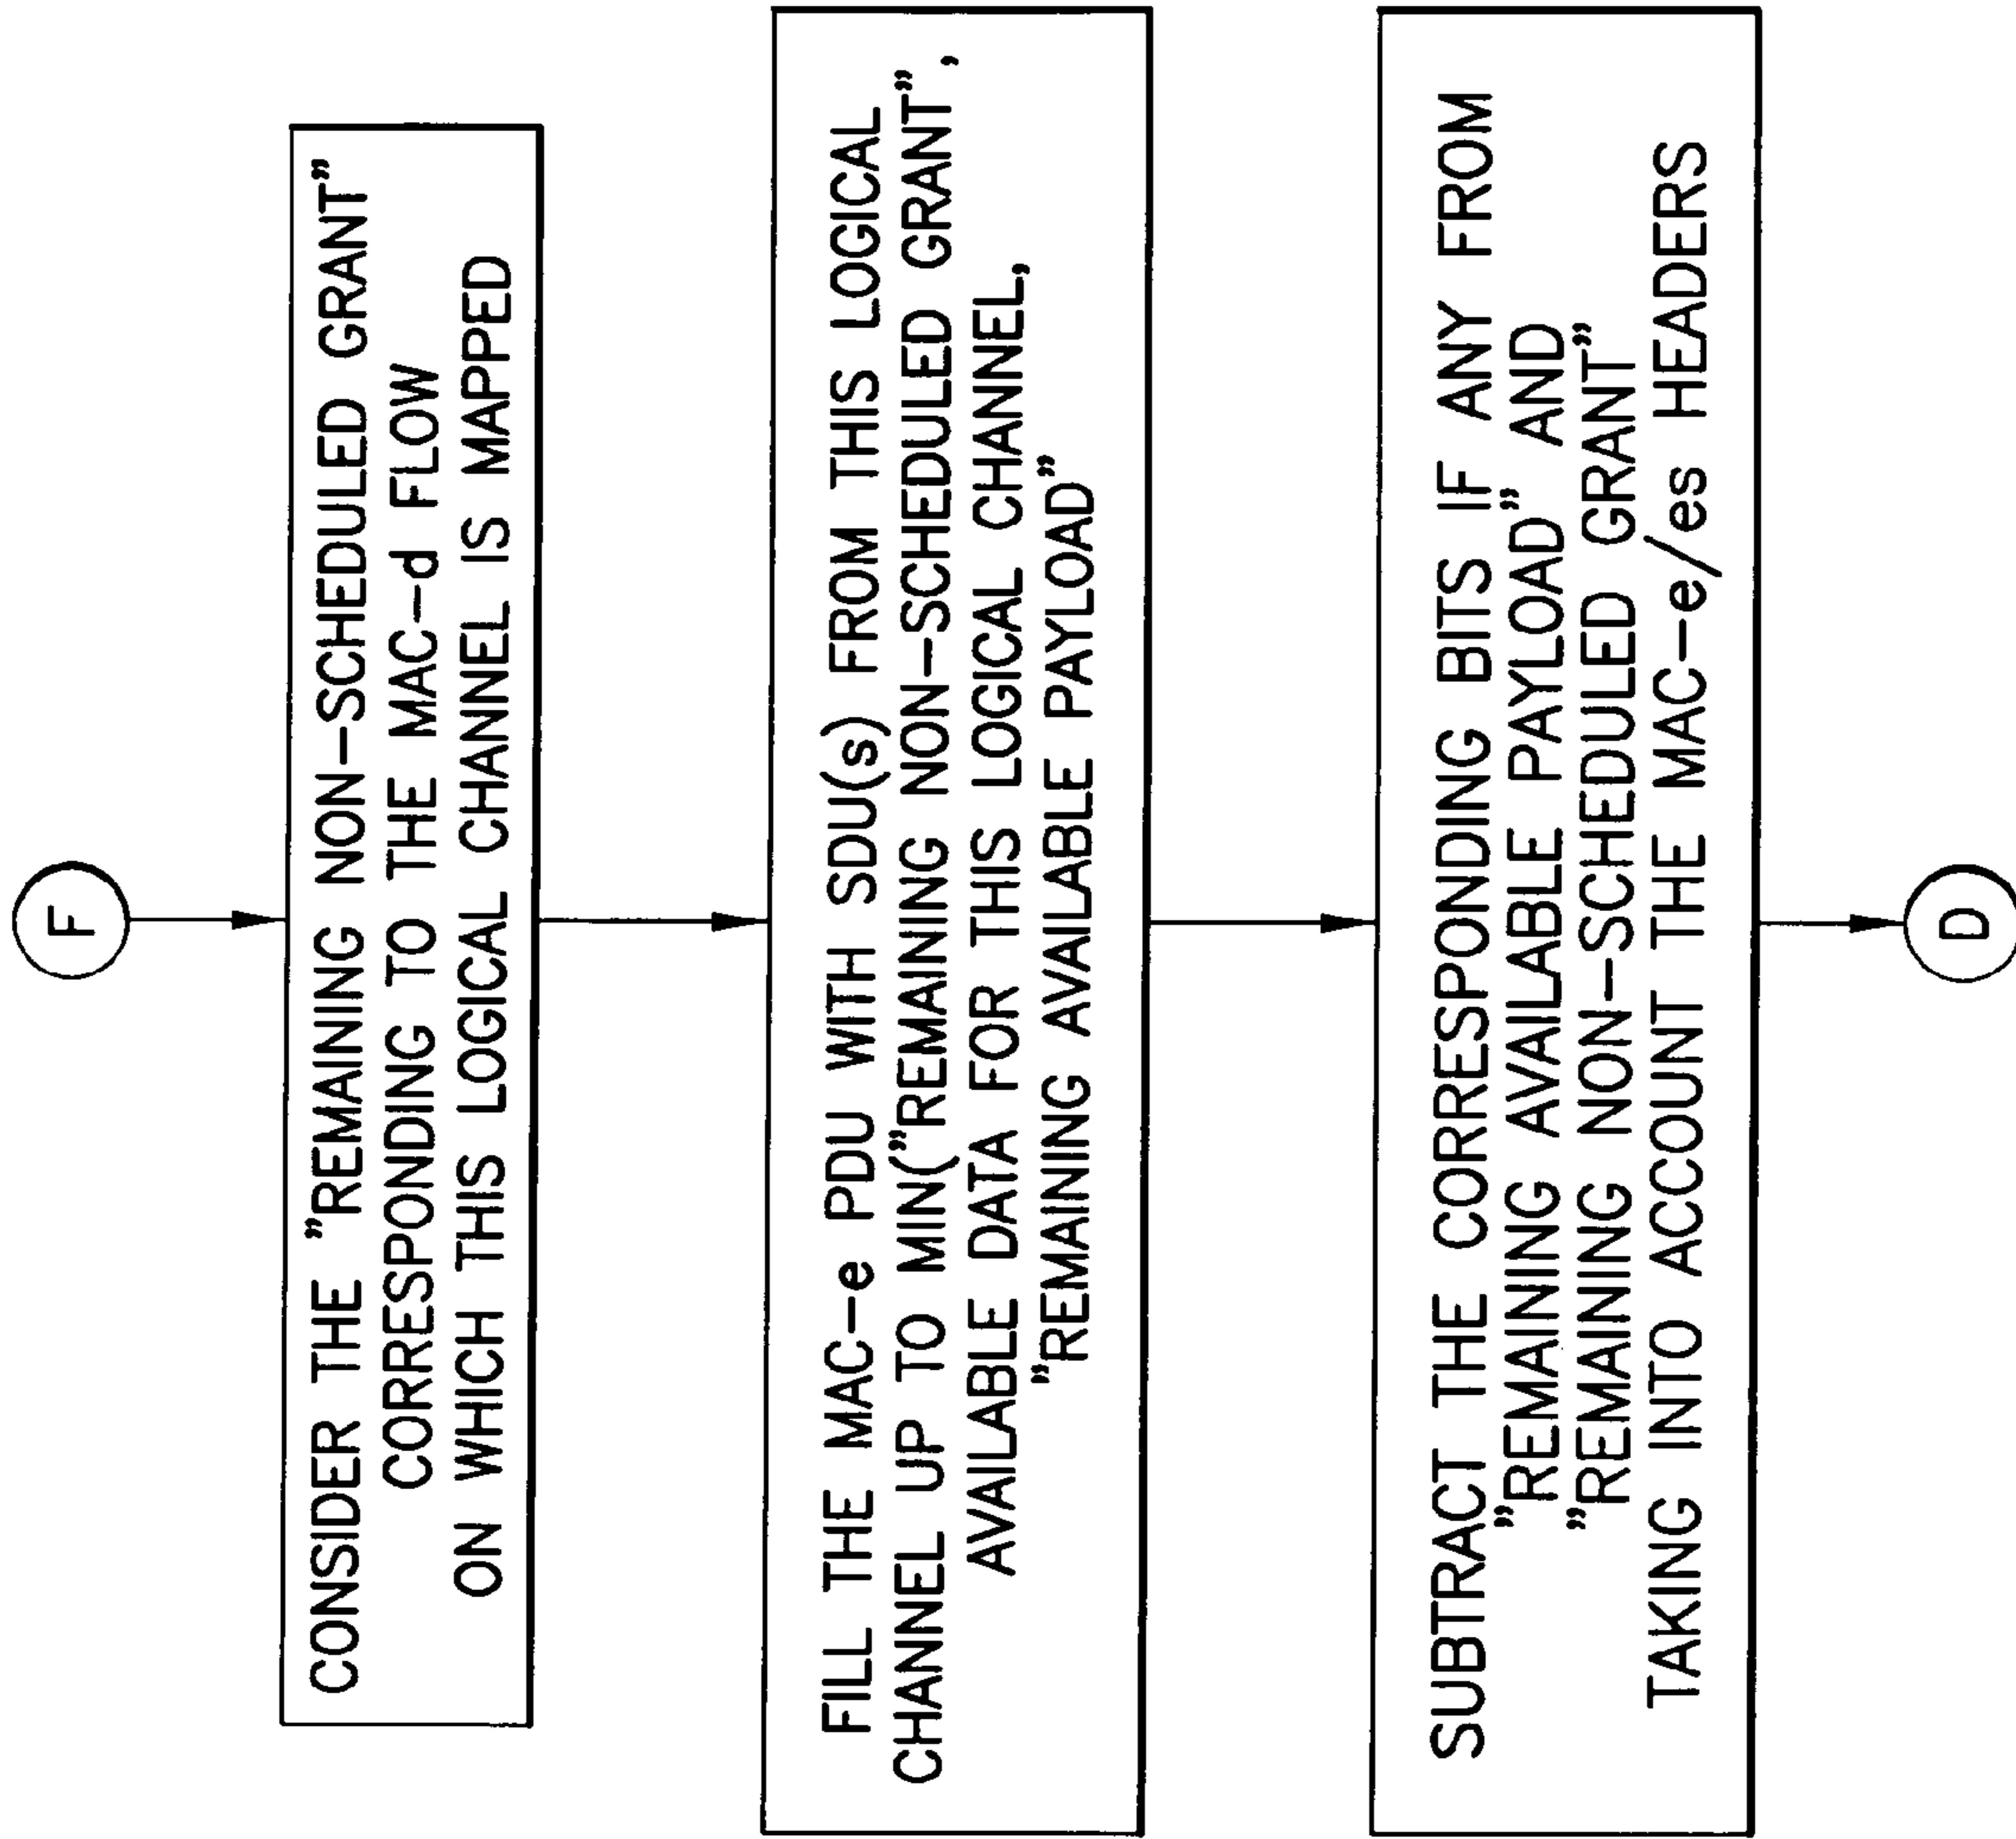 F
CONSIDER THE "REMAINING NON-SCHEDULED GRANT"
CORRESPONDING TO THE MAC-d FLOW
ON WHICH THIS LOGICAL CHANNEL IS MAPPED
FILL THE MAC-e PDU WITH SDU(s) FROM THIS LOGICAL
CHANNEL UP TO MIN("REMAINING NON-SCHEDULED GRANT",
AVAILABLE DATA FOR THIS LOGICAL CHANNEL,
"REMAINING AVAILABLE PAYLOAD"
SUBTRACT THE CORRESPONDING BITS IF ANY FROM
"REMAINING AVAILABLE PAYLOAD" AND
"REMAINING NON-SCHEDULED GRANT"
TAKING INTO ACCOUNT THE MAC-e/es HEADERS
D